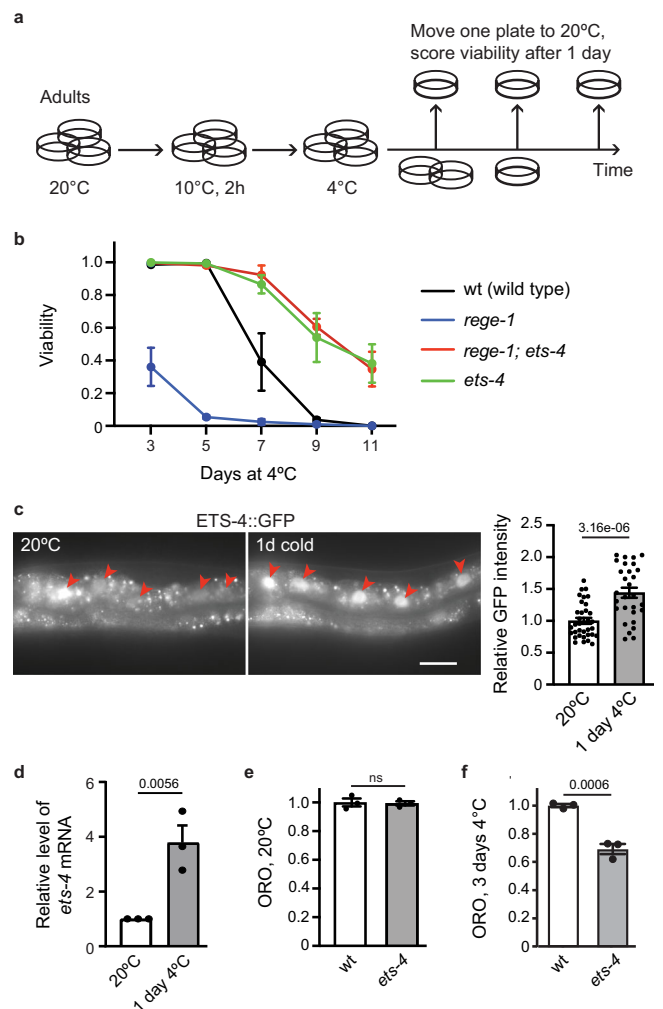 a
Move one plate to 20ºC,
score viability after 1 day
Adults
20°C
10°C, 2h
4°C
Time
b
Viability
1.0
0.8
0.6
0.4
0.2
0
3 5 7 9 11
Days at 4ºC
wt (wild type)
rege-1
rege-1; ets-4
ets-4
c
ETS-4::GFP
20ºC
1d cold
Relative GFP intensity
2.5
2.0
1.5
1.0
0.5
0
3.16e-06
20ºC
1 day 4ºC
d
Relative level of
ets-4 mRNA
6
4
2
0
0.0056
20ºC
1 day 4ºC
e
ORO, 20ºC
1.0
0.8
0.6
0.4
0.2
0
ns
wt
ets-4
f
ORO, 3 days 4°C
1.0
0.8
0.6
0.4
0.2
0
0.0006
wt
ets-4